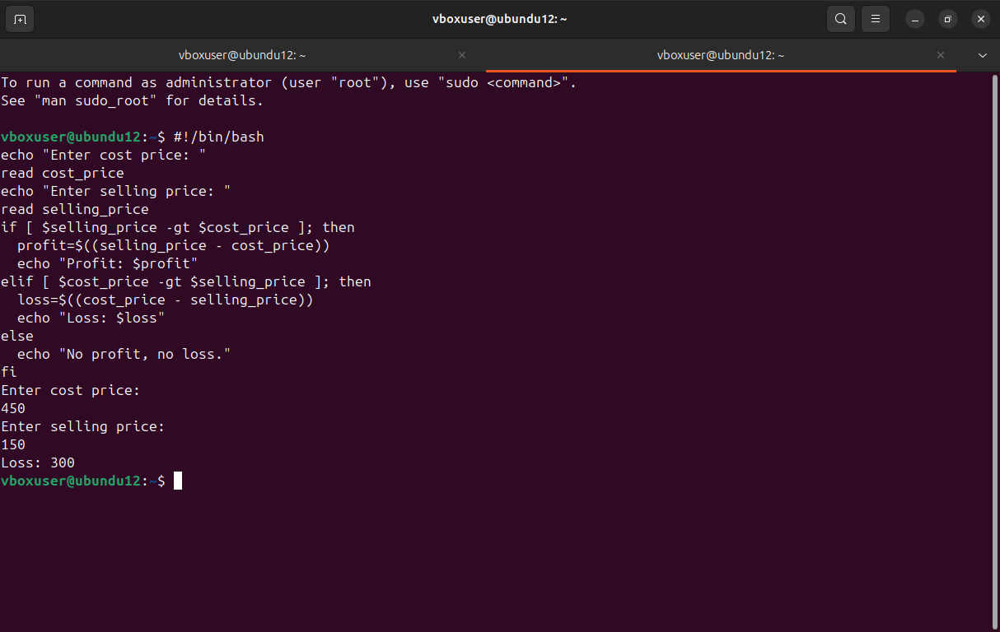 vboxuser@ubundu12: ~
vboxuser@ubundu12: ~
vboxuser@ubundu12: ~
To run a command as administrator (user "root"), use "sudo <command>".
See "man sudo_root" for details.

vboxuser@ubundu12:~$ #!/bin/bash
echo "Enter cost price: "
read cost_price
echo "Enter selling price: "
read selling_price
if [ $selling_price -gt $cost_price ]; then
  profit=$((selling_price - cost_price))
  echo "Profit: $profit"
elif [ $cost_price -gt $selling_price ]; then
  loss=$((cost_price - selling_price))
  echo "Loss: $loss"
else
  echo "No profit, no loss."
fi
Enter cost price:
450
Enter selling price:
150
Loss: 300
vboxuser@ubundu12:~$